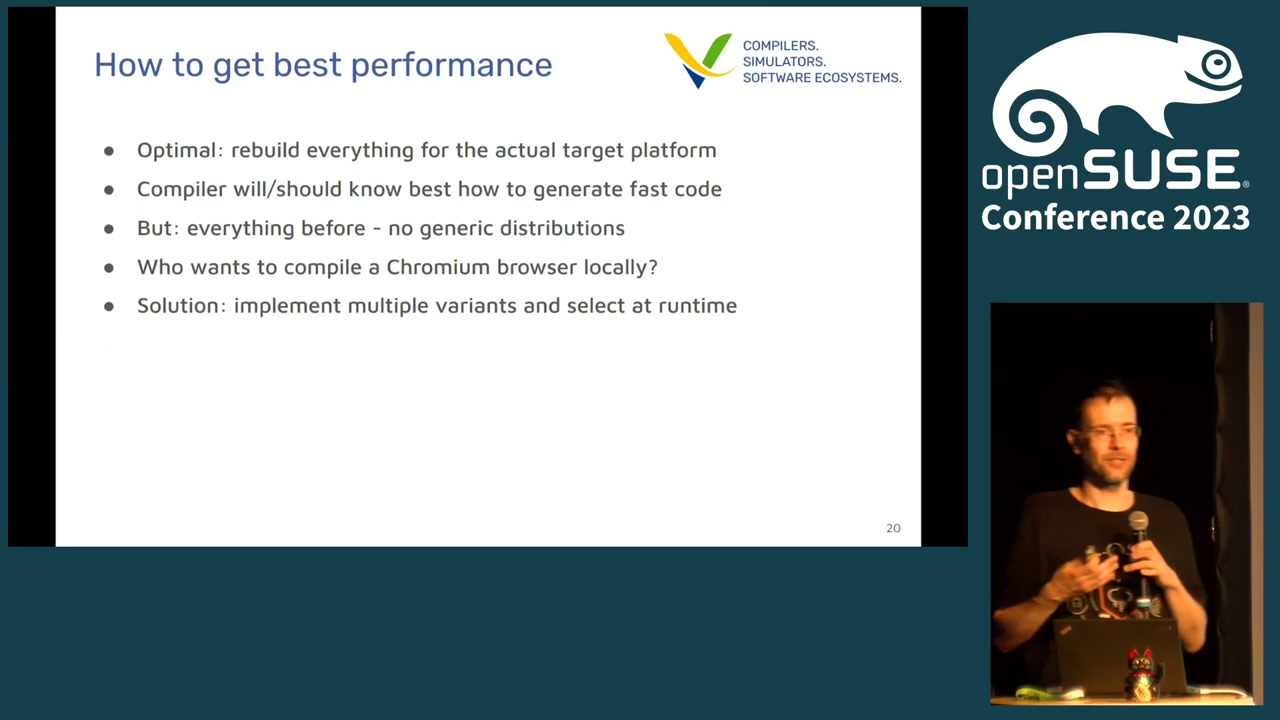 How to get best performance
COMPILERS.
SIMULATORS.
SOFTWARE ECOSYSTEMS.
● Optimal: rebuild everything for the actual target platform
● Compiler will/should know best how to generate fast code
● But: everything before - no generic distributions
● Who wants to compile a Chromium browser locally?
● Solution: implement multiple variants and select at runtime
20
openSUSE®
Conference 2023